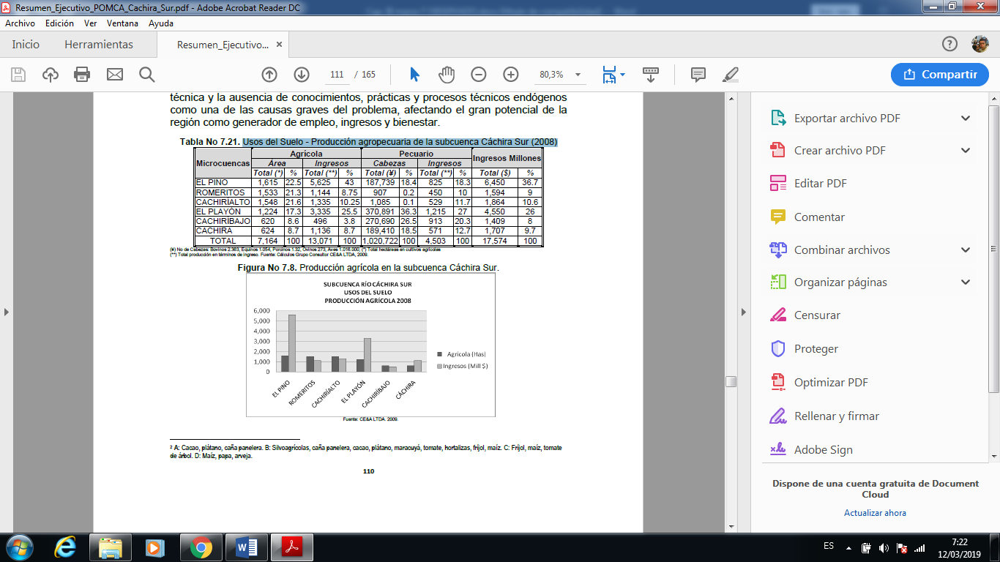 Resumen_Ejecutivo_POMCA_Cachira_Sur.pdf - Adobe Acrobat Reader DC
Archivo Edición Ver Ventana Ayuda
Inicio Herramientas Resumen_Ejecutivo... ×
111 / 165 80,3% Compartir
técnica y la ausencia de conocimientos, prácticas y procesos técnicos endógenos
como una de las causas graves del problema, afectando el gran potencial de la
región como generador de empleo, ingresos y bienestar.
Tabla No 7.21. Usos del Suelo - Producción agropecuaria de la subcuenca Cáchira Sur (2008)
Microcuencas Agrícola Pecuario Ingresos Millones
Área Ingresos Cabezas Ingresos
Total (*) % Total (**) % Total (¥) % Total (**) % Total ($) %
EL PINO 1,615 22.5 5,625 43 187,739 18.4 825 18.3 6,450 36.7
ROMERITOS 1,533 21.3 1,144 8.75 907 0.2 450 10 1,594 9
CACHIRÍALTO 1,548 21.6 1,335 10.25 1,085 0.1 529 11.7 1,864 10.6
EL PLAYÓN 1,224 17.3 3,335 25.5 370,891 36.3 1,215 27 4,550 26
CACHIRÍBAJO 620 8.6 496 3.8 270,690 26.5 913 20.3 1,409 8
CACHIRA 624 8.7 1,136 8.7 189,410 18.5 571 12.7 1,707 9.7
TOTAL 7,164 100 13,071 100 1,020,722 100 4,503 100 17,574 100
(¥) No de Cabezas: Bovinos 2.363, Equinos 1.054, Porcinos 1.32, Ovinos 273, Aves 1.016.000; (*) Total hectáreas en cultivos agrícolas
(**) Total producción en términos de ingreso. Fuente: Cálculos Grupo Consultor CE&A LTDA, 2009.
Figura No 7.8. Producción agrícola en la subcuenca Cáchira Sur.
SUBCUENCA RÍO CÁCHIRA SUR
USOS DEL SUELO
PRODUCCIÓN AGRÍCOLA 2008
6,000
5,000
4,000
3,000
2,000
1,000
0
Agricola (Has)
Ingresos (Mill $)
EL PINO ROMERITOS CACHIRÍALTO EL PLAYÓN CACHIRÍBAJO CÁCHIRA
Fuente: CE&A LTDA. 2009.
2 A: Cacao, plátano, caña panelera. B: Silvoagrícolas, caña panelera, cacao, plátano, maracuyá, tomate, hortalizas, fríjol, maíz. C: Fríjol, maíz, tomate
de árbol. D: Maíz, papa, arveja.
110
Exportar archivo PDF
Crear archivo PDF
Editar PDF
Comentar
Combinar archivos
Organizar páginas
Censurar
Proteger
Optimizar PDF
Rellenar y firmar
Adobe Sign
Dispone de una cuenta gratuita de Document
Cloud
Actualizar ahora
ES
7:22
12/03/2019